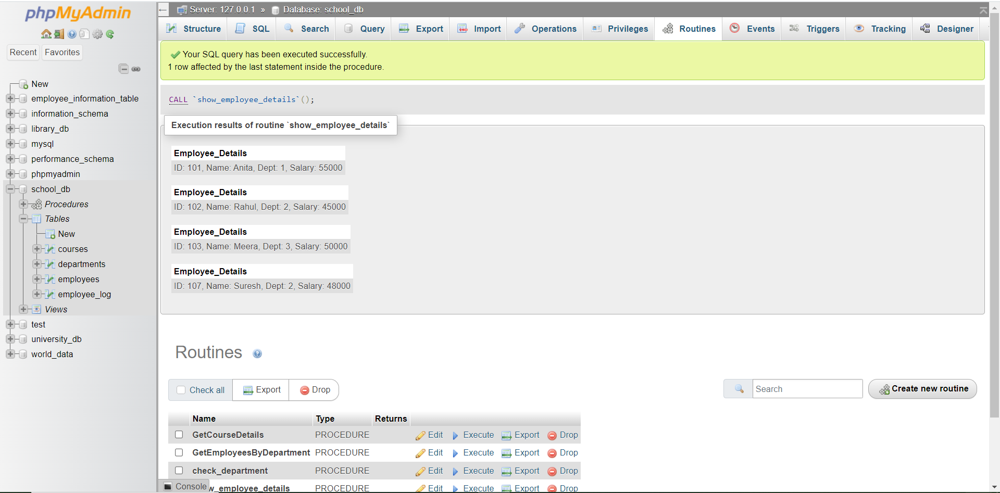 phpMyAdmin
Recent Favorites
New
employee_information_table
information_schema
library_db
mysql
performance_schema
phpmyadmin
school_db
Procedures
Tables
New
courses
departments
employees
employee_log
Views
test
university_db
world_data
Server: 127.0.0.1 » Database: school_db
Structure SQL Search Query Export Import Operations Privileges Routines Events Triggers Tracking Designer
Your SQL query has been executed successfully.
1 row affected by the last statement inside the procedure.
CALL `show_employee_details`();
Execution results of routine `show_employee_details`
Employee_Details
ID: 101, Name: Anita, Dept: 1, Salary: 55000
Employee_Details
ID: 102, Name: Rahul, Dept: 2, Salary: 45000
Employee_Details
ID: 103, Name: Meera, Dept: 3, Salary: 50000
Employee_Details
ID: 107, Name: Suresh, Dept: 2, Salary: 48000
Routines
Check all Export Drop Search Create new routine
Name Type Returns
GetCourseDetails PROCEDURE Edit Execute Export Drop
GetEmployeesByDepartment PROCEDURE Edit Execute Export Drop
check_department PROCEDURE Edit Execute Export Drop
Console w_employee_details PROCEDURE Edit Execute Export Drop